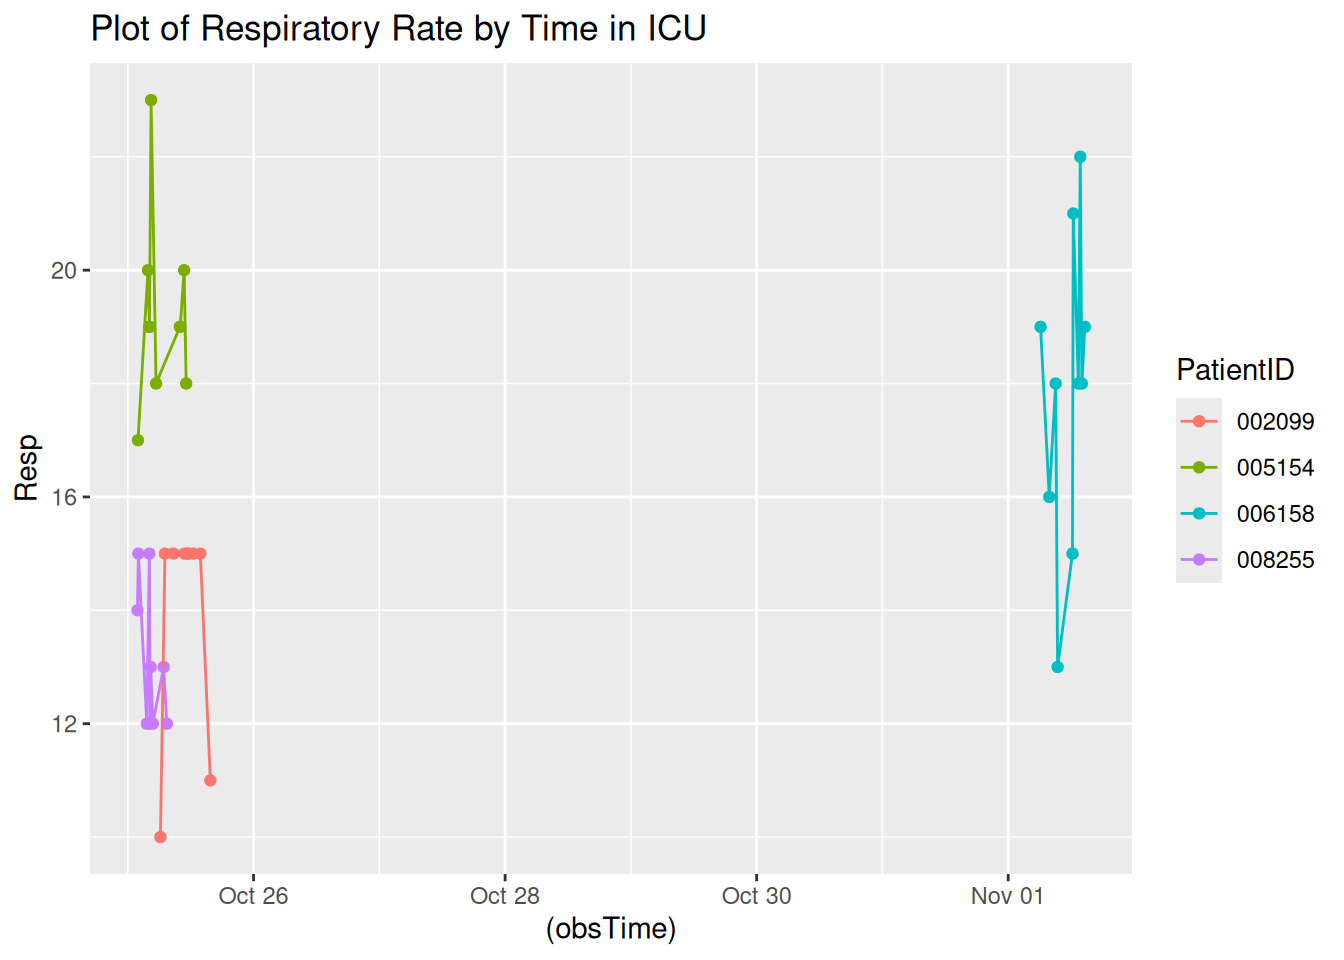 Plot of Respiratory Rate by Time in ICU
Resp
20
16
12
Oct 26
Oct 28
Oct 30
Nov 01
(obsTime)
PatientID
002099
005154
006158
008255